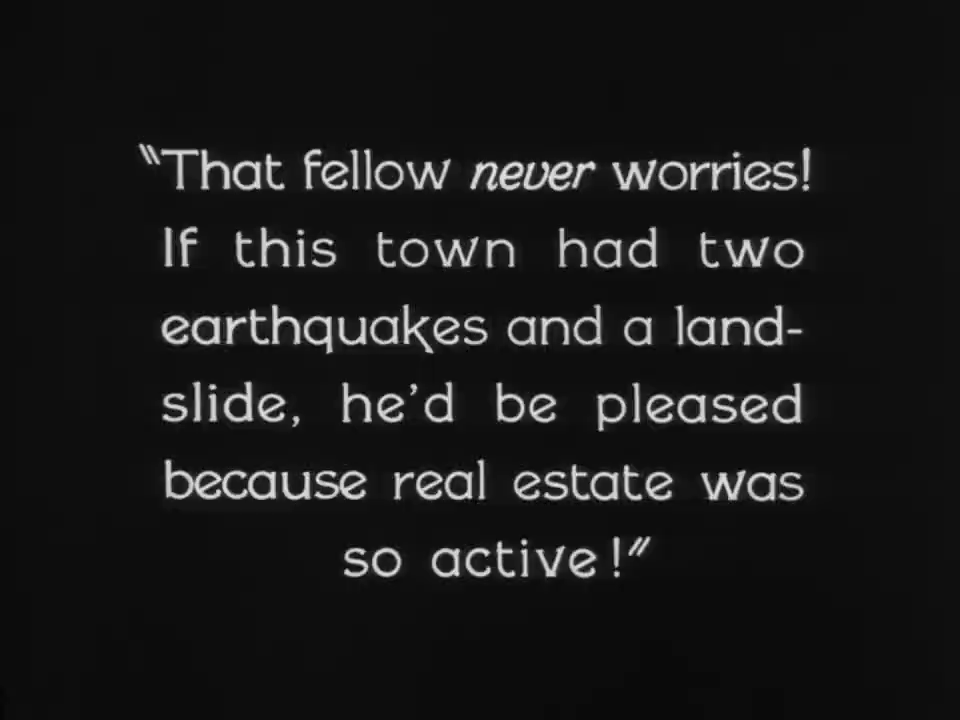 "That fellow never worries!
If this town had two
earthquakes and a land-
slide, he'd be pleased
because real estate was
so active!"